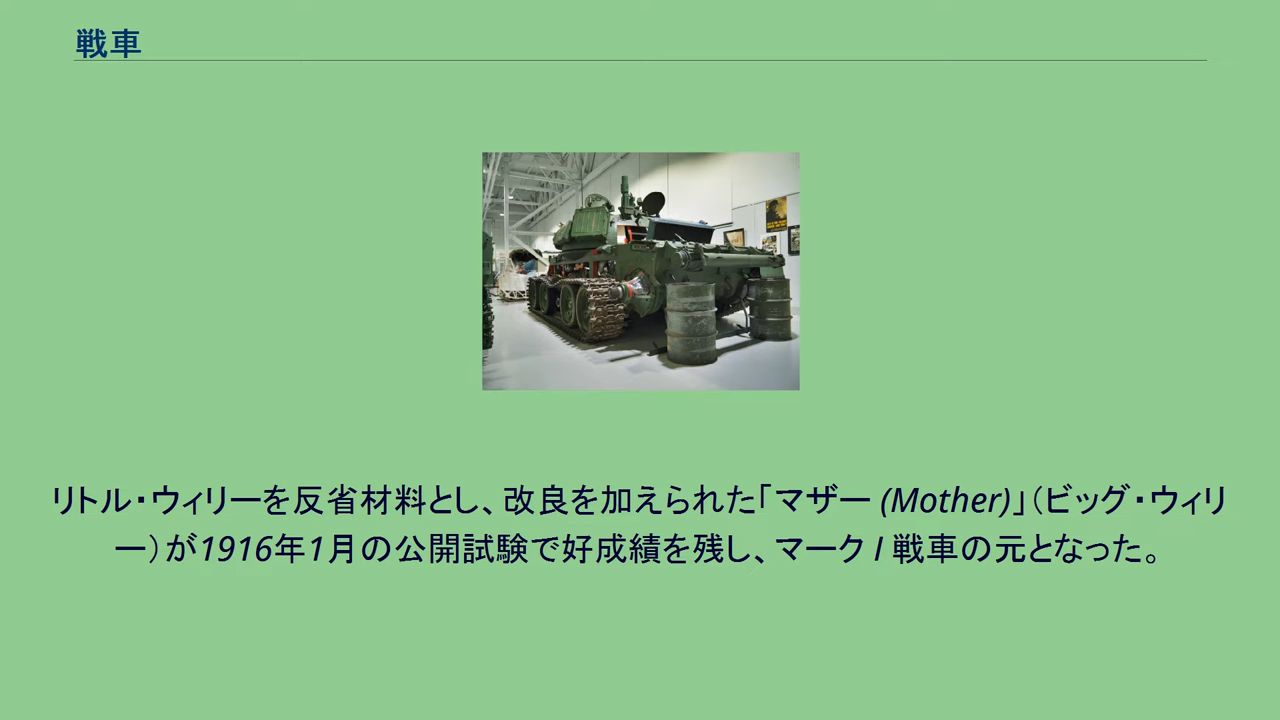 戦車
リトル・ウィリーを反省材料とし、改良を加えられた「マザー (Mother)」（ビッグ・ウィリ
ー）が1916年1月の公開試験で好成績を残し、マーク I 戦車の元となった。